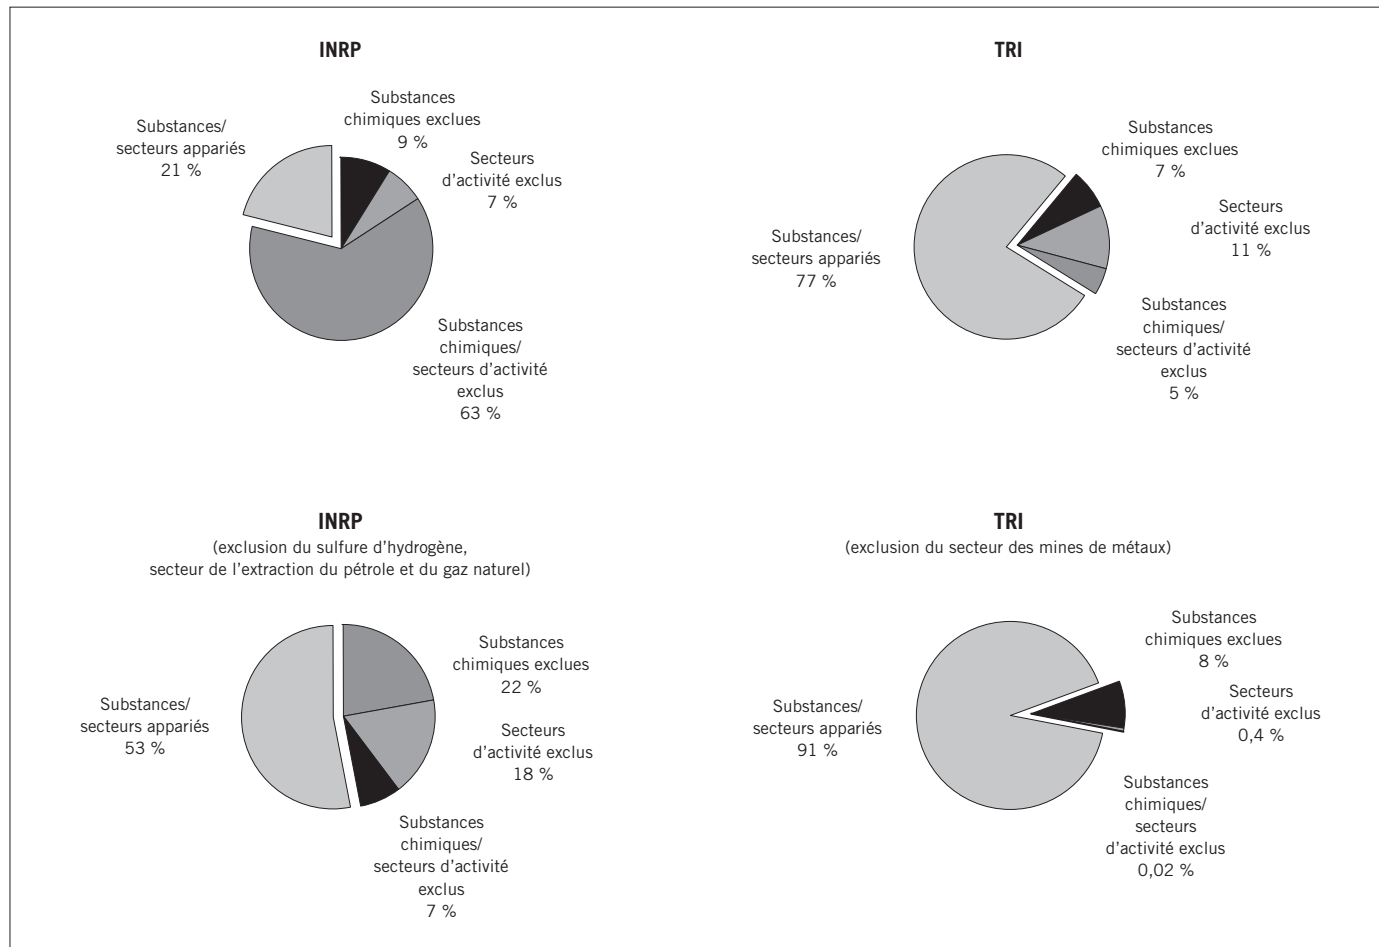 INRP
Substances
chimiques exclues
9 %
Substances/
secteurs appariés
21 %
Secteurs
d'activité exclus
7 %
Substances
chimiques/
secteurs d'activité
exclus
63 %
TRI
Substances
chimiques exclues
7 %
Secteurs
d'activité exclus
11 %
Substances/
secteurs appariés
77 %
Substances
chimiques/
secteurs d'activité
exclus
5 %
INRP
(exclusion du sulfure d'hydrogène,
secteur de l'extraction du pétrole et du gaz naturel)
Substances
chimiques exclues
22 %
Substances/
secteurs appariés
53 %
Secteurs
d'activité exclus
18 %
Substances
chimiques/
secteurs d'activité
exclus
7 %
TRI
(exclusion du secteur des mines de métaux)
Substances
chimiques exclues
8 %
Secteurs
d'activité exclus
0,4 %
Substances/
secteurs appariés
91 %
Substances
chimiques/
secteurs
d'activité exclus
0,02 %